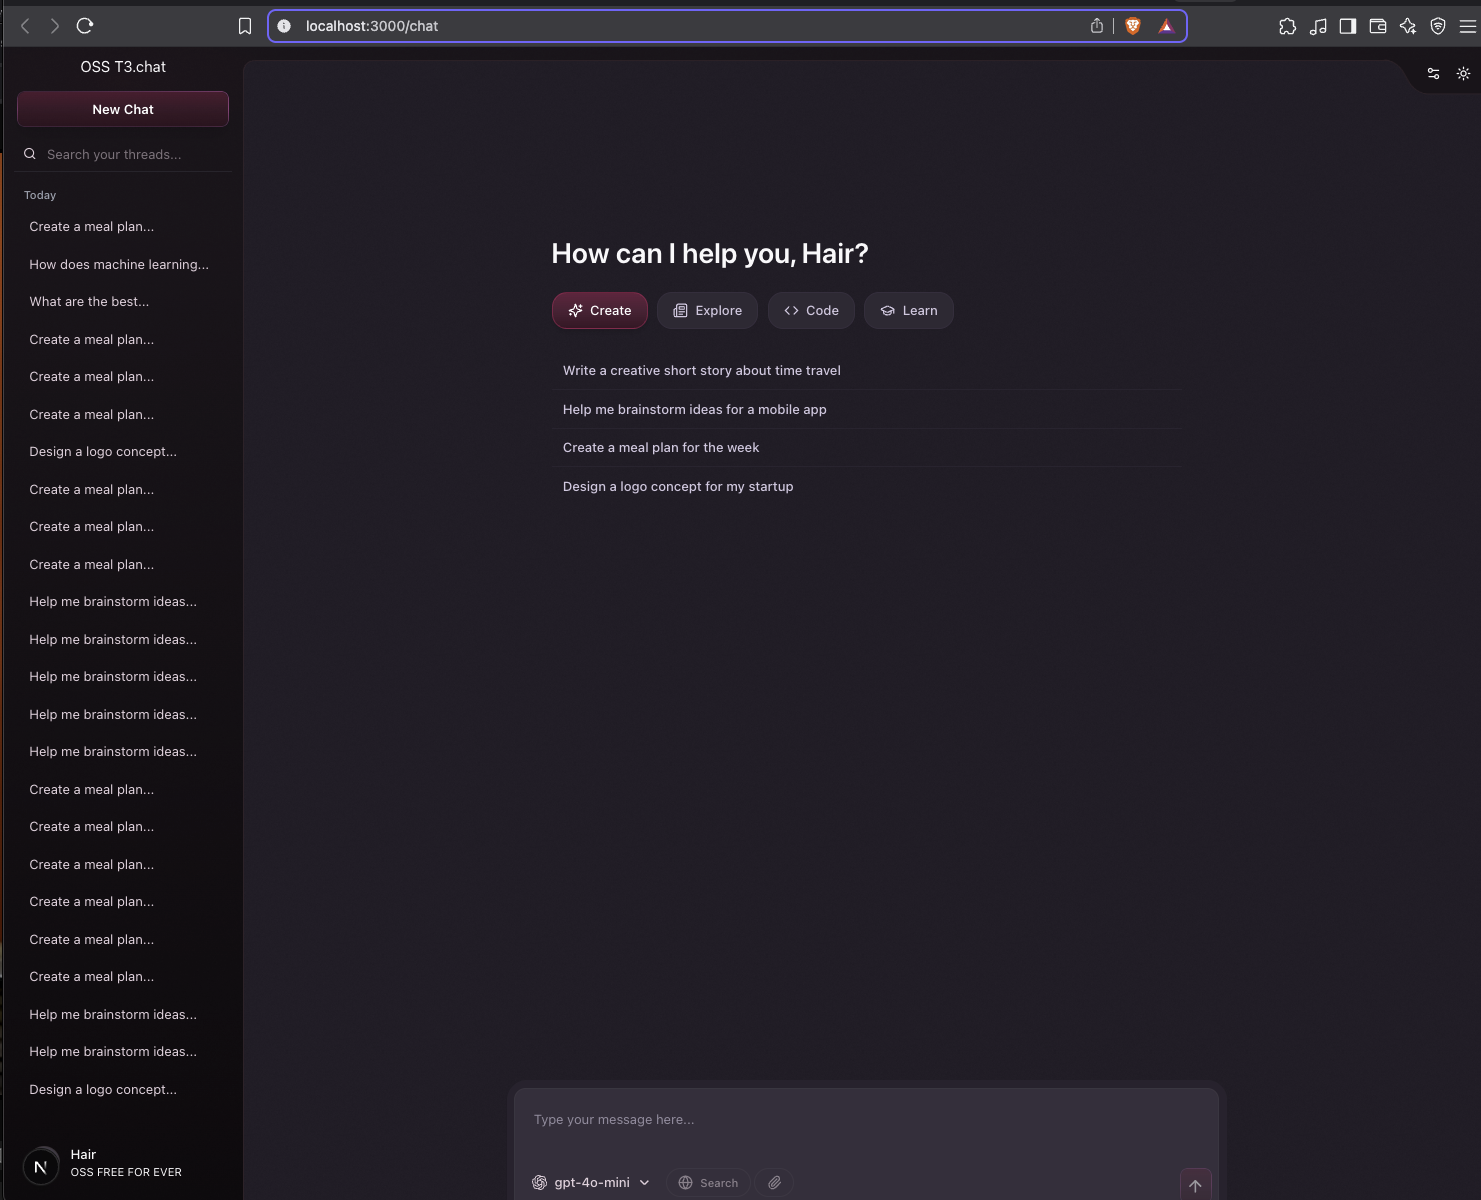 localhost:3000/chat
OSS T3.chat
New Chat
Search your threads...
Today
Create a meal plan...
How does machine learning...
What are the best...
Create a meal plan...
Create a meal plan...
Create a meal plan...
Design a logo concept...
Create a meal plan...
Create a meal plan...
Create a meal plan...
Help me brainstorm ideas...
Help me brainstorm ideas...
Help me brainstorm ideas...
Help me brainstorm ideas...
Help me brainstorm ideas...
Create a meal plan...
Create a meal plan...
Create a meal plan...
Create a meal plan...
Create a meal plan...
Create a meal plan...
Help me brainstorm ideas...
Help me brainstorm ideas...
Design a logo concept...
N
Hair
OSS FREE FOR EVER
How can I help you, Hair?
Create
Explore
Code
Learn
Write a creative short story about time travel
Help me brainstorm ideas for a mobile app
Create a meal plan for the week
Design a logo concept for my startup
Type your message here...
gpt-4o-mini
Search